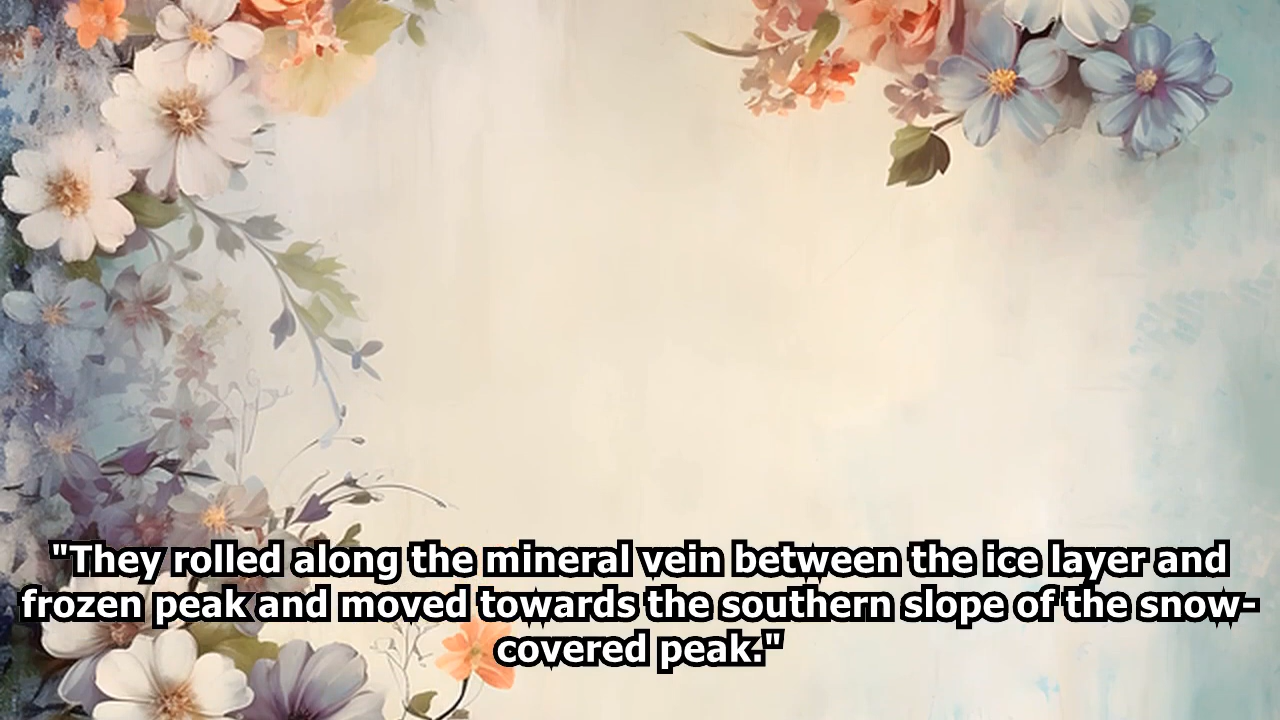 "They rolled along the mineral vein between the ice layer and
frozen peak and moved towards the southern slope of the snow-
covered peak."